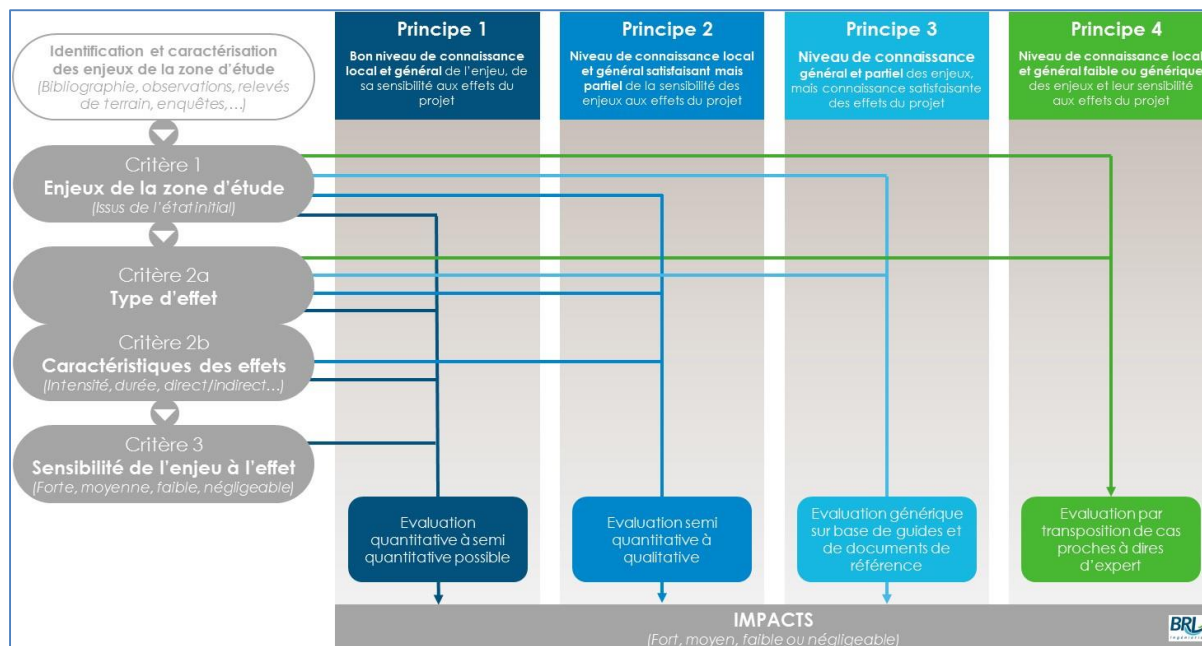 Identification et caractérisation
des enjeux de la zone d'étude
(Bibliographie, observations, relevés
de terrain, enquêtes,…)
Critère 1
Enjeux de la zone d'étude
(Issus de l'état initial)
Critère 2a
Type d'effet
Critère 2b
Caractéristiques des effets
(Intensité, durée, direct/indirect…)
Critère 3
Sensibilité de l'enjeu à l'effet
(Forte, moyenne, faible, négligeable)
Principe 1
Bon niveau de connaissance
local et général de l'enjeu, de
sa sensibilité aux effets du
projet
Principe 2
Niveau de connaissance local
et général satisfaisant mais
partiel de la sensibilité des
enjeux aux effets du projet
Principe 3
Niveau de connaissance
général et partiel des enjeux,
mais connaissance satisfaisante
des effets du projet
Principe 4
Niveau de connaissance local
et général faible ou générique
des enjeux et leur sensibilité
aux effets du projet
Evaluation
quantitative à semi
quantitative possible
Evaluation semi
quantitative à
qualitative
Evaluation générique
sur base de guides et
de documents de
référence
Evaluation par
transposition de cas
proches à dires
d'expert
IMPACTS
(Fort, moyen, faible ou négligeable)
BRL
Ingénierie